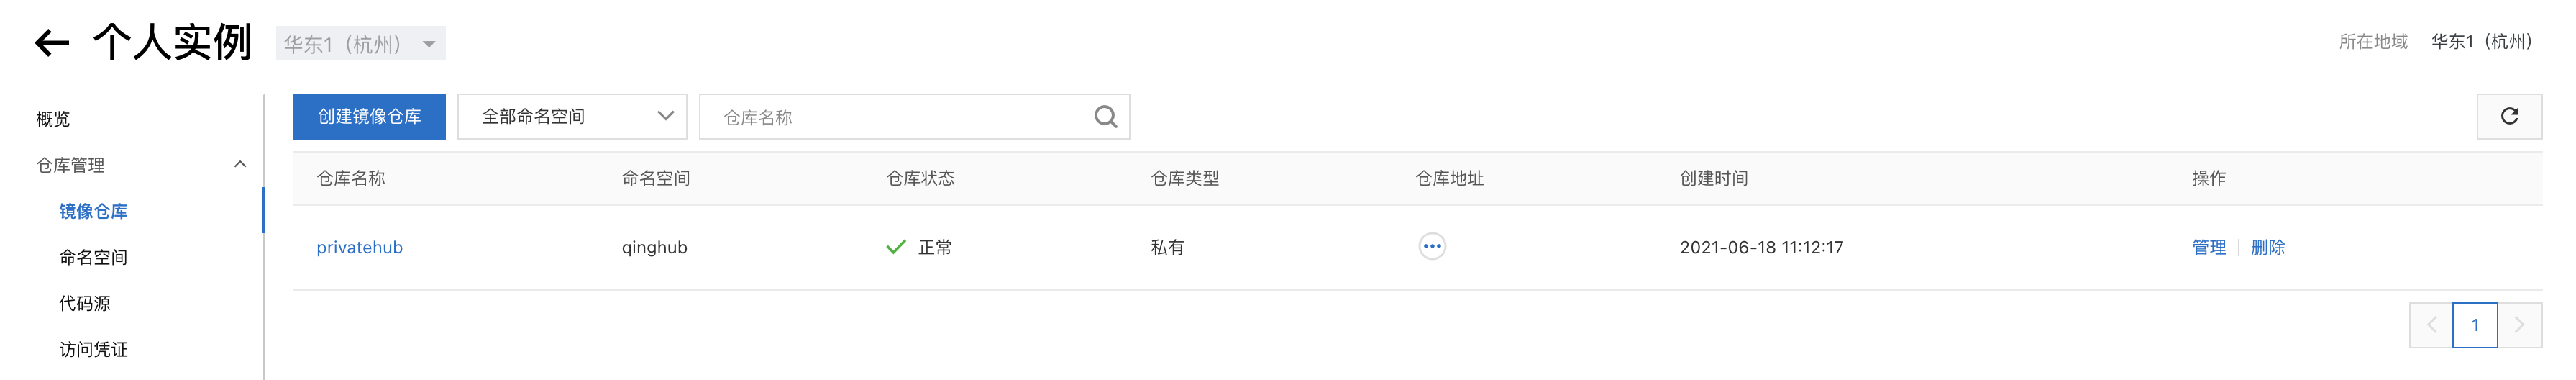 个人实例 华东1（杭州）
所在地域 华东1（杭州）
概览
仓库管理
镜像仓库
命名空间
代码源
访问凭证
创建镜像仓库 全部命名空间 仓库名称
仓库名称 命名空间 仓库状态 仓库类型 仓库地址 创建时间 操作
privatehub qinghub 正常 私有 2021-06-18 11:12:17 管理 删除
1